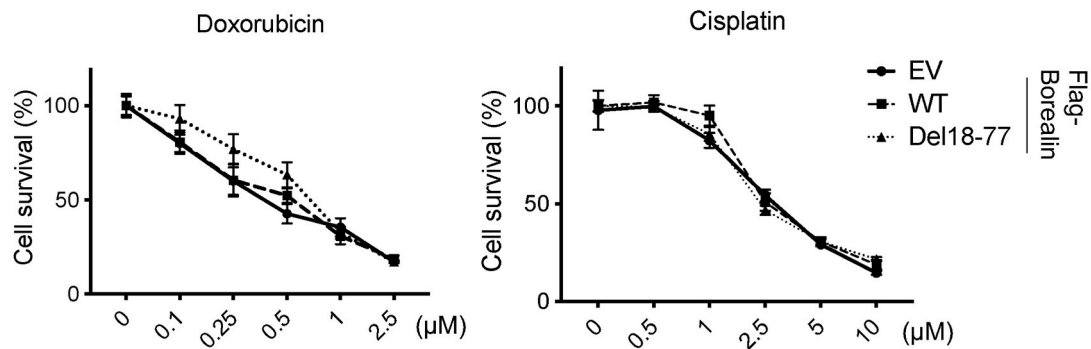 Doxorubicin
Cell survival (%)
100
50
0
0
0.1
0.25
0.5
1
2.5
(μM)
Cisplatin
Cell survival (%)
100
50
0
0
0.5
1
2.5
5
10
(μM)
EV
WT
Del18-77
Flag-
Borealin